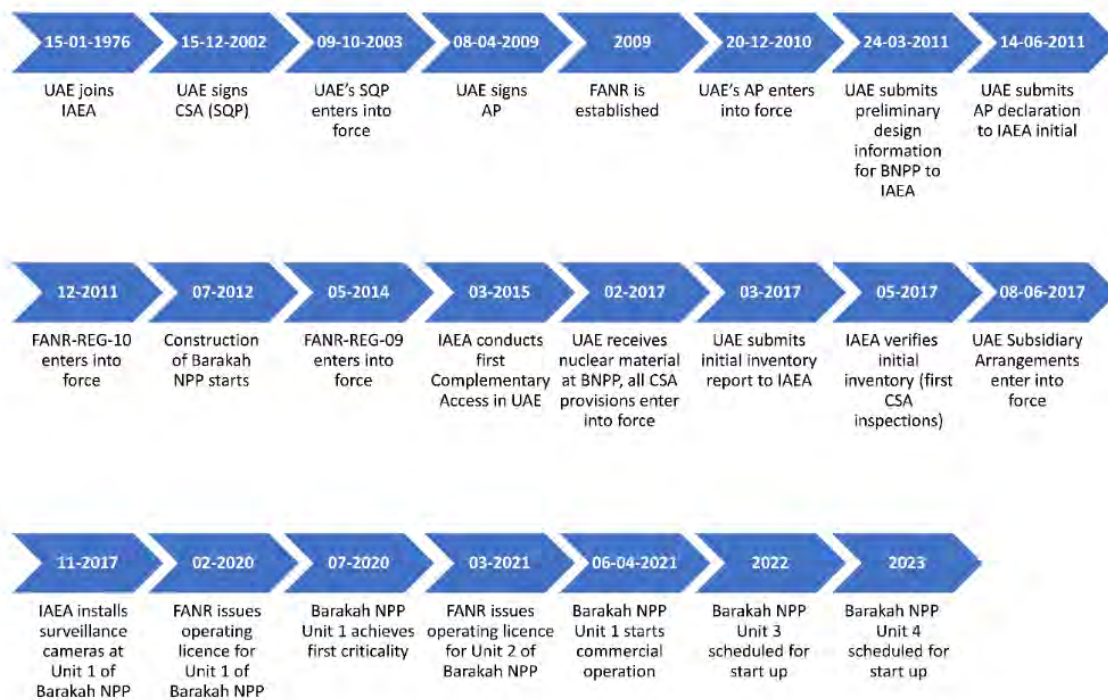 15-01-1976
UAE joins
IAEA
15-12-2002
UAE signs
CSA (SQP)
09-10-2003
UAE's SQP
enters into
force
08-04-2009
UAE signs
AP
2009
FANR is
established
20-12-2010
UAE's AP enters
into force
24-03-2011
UAE submits
preliminary
design
information
for BNPP to
IAEA
14-06-2011
UAE submits
AP declaration
to IAEA initial
12-2011
FANR-REG-10
enters into
force
07-2012
Construction
of Barakah
NPP starts
05-2014
FANR-REG-09
enters into
force
03-2015
IAEA conducts
first
Complementary
Access in UAE
02-2017
UAE receives
nuclear material
at BNPP, all CSA
provisions enter
into force
03-2017
UAE submits
initial inventory
report to IAEA
05-2017
IAEA verifies
initial
inventory (first
CSA
inspections)
08-06-2017
UAE Subsidiary
Arrangements
enter into
force
11-2017
IAEA installs
surveillance
cameras at
Unit 1 of
Barakah NPP
02-2020
FANR issues
operating
licence for
Unit 1 of
Barakah NPP
07-2020
Barakah NPP
Unit 1 achieves
first criticality
03-2021
FANR issues
operating licence
for Unit 2 of
Barakah NPP
06-04-2021
Barakah NPP
Unit 1 starts
commercial
operation
2022
Barakah NPP
Unit 3
scheduled for
start up
2023
Barakah NPP
Unit 4
scheduled for
start up